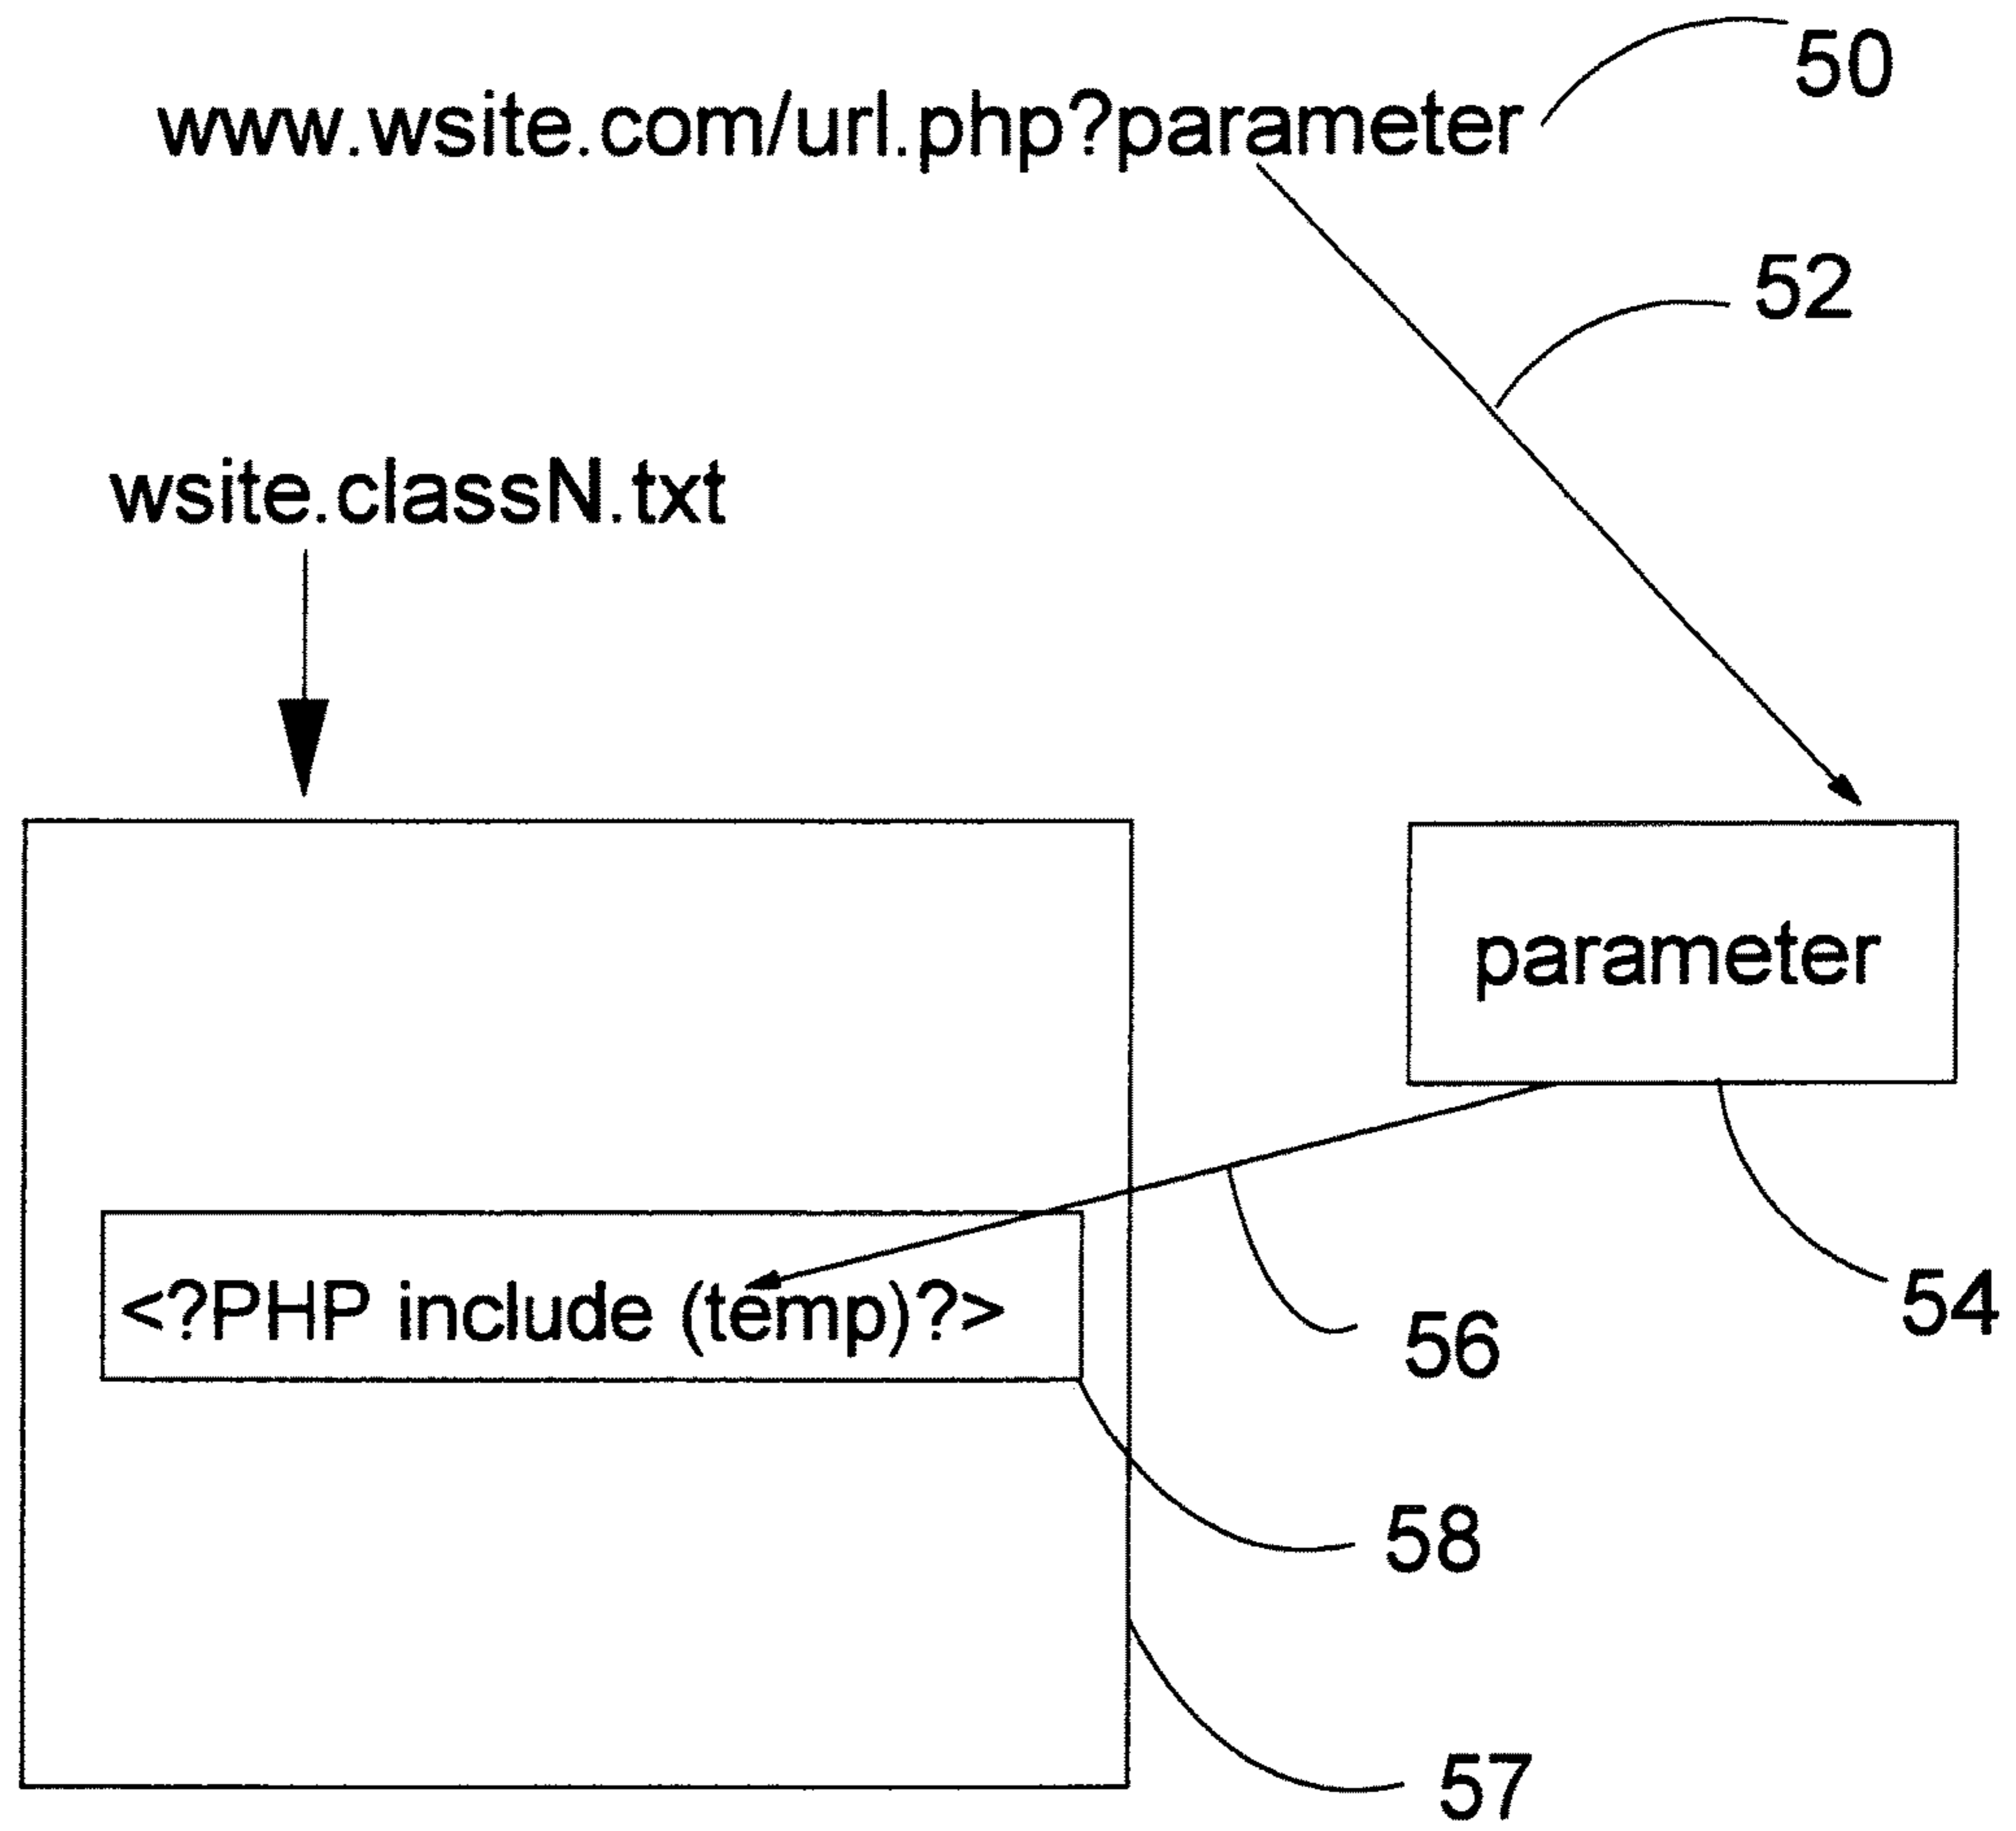 50
www.wsite.com/url.php?parameter
52
wsite.classN.txt
parameter
<?PHP include (temp)?>
54
56
58
57